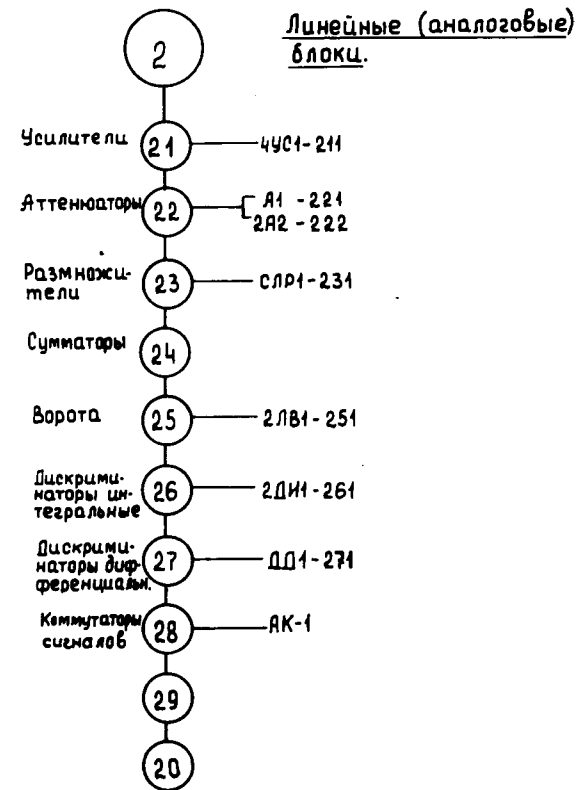 Линейные (аналоговые)
блоки.
2
Усилители 21 4УС1-211
Аттенюаторы 22 А1 - 221
2А2 - 222
Размножи-
тели 23 СЛР1-231
Сумматоры 24
Ворота 25 2ЛВ1-251
Дискрими-
наторы ин-
тегральные 26 2ДИ1-261
Дискрими-
наторы диф-
ференциальн. 27 ДД1-271
Коммутаторы
сигналов 28 АК-1
29
20